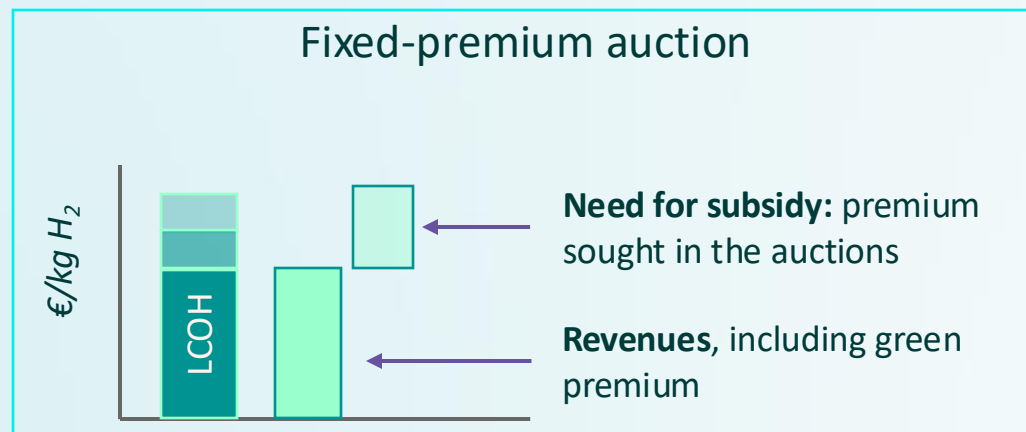 Fixed-premium auction
€/kg H₂
LCOH
Need for subsidy: premium
sought in the auctions
Revenues, including green
premium